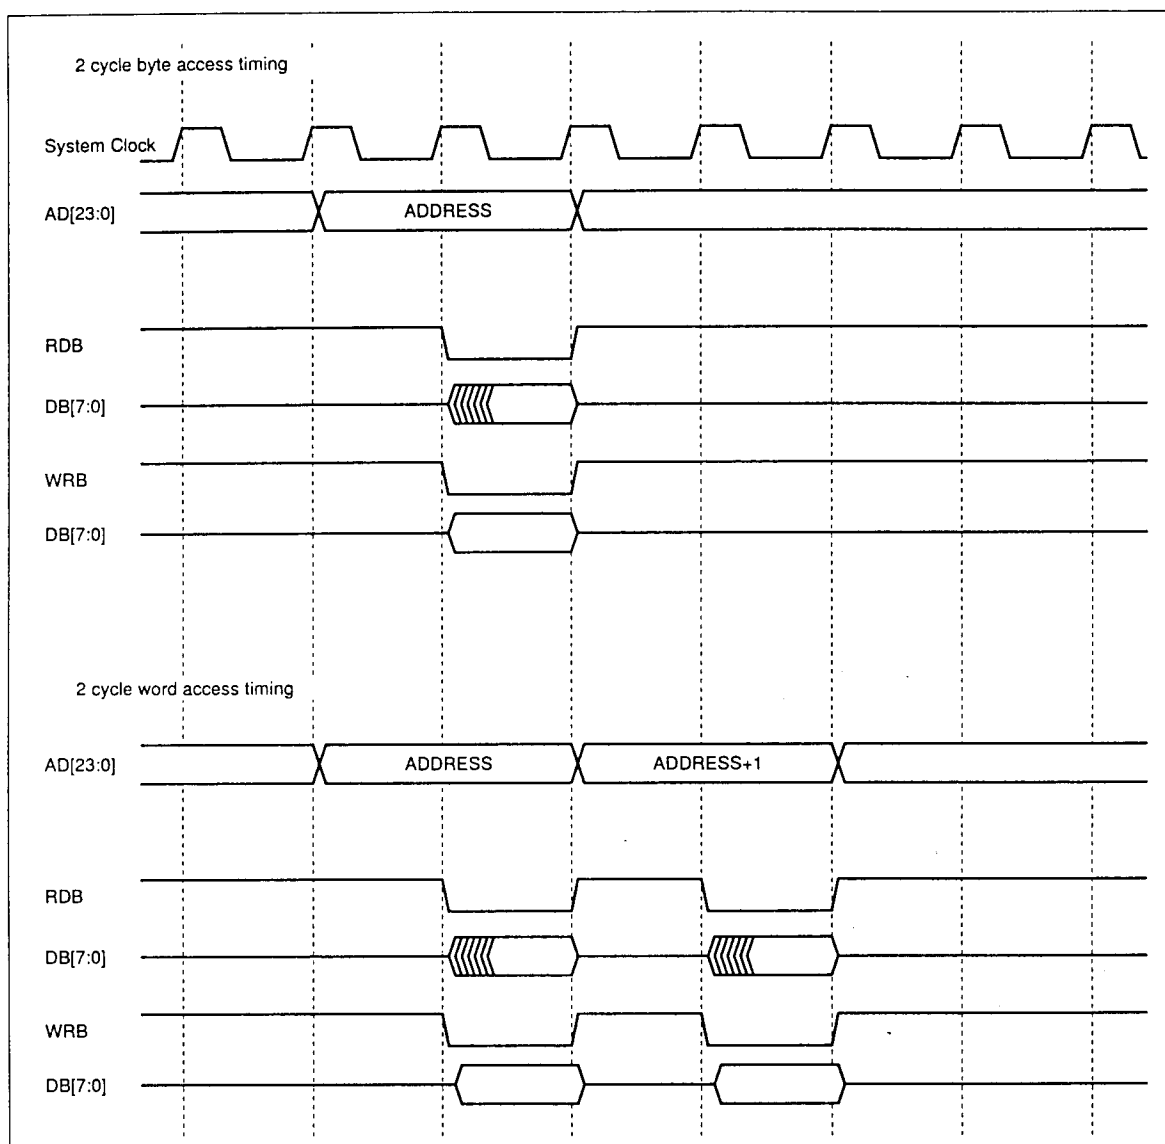 2 cycle byte access timing
System Clock
AD[23:0]
ADDRESS
RDB
DB[7:0]
WRB
DB[7:0]
2 cycle word access timing
AD[23:0]
ADDRESS
ADDRESS+1
RDB
DB[7:0]
WRB
DB[7:0]